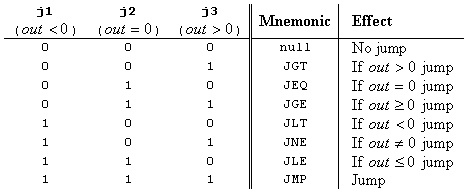 j1 j2 j3 Mnemonic Effect
(out < 0) (out = 0) (out > 0)
0 0 0 null No jump
0 0 1 JGT If out > 0 jump
0 1 0 JEQ If out = 0 jump
0 1 1 JGE If out ≥ 0 jump
1 0 0 JLT If out < 0 jump
1 0 1 JNE If out ≠ 0 jump
1 1 0 JLE If out ≤ 0 jump
1 1 1 JMP Jump